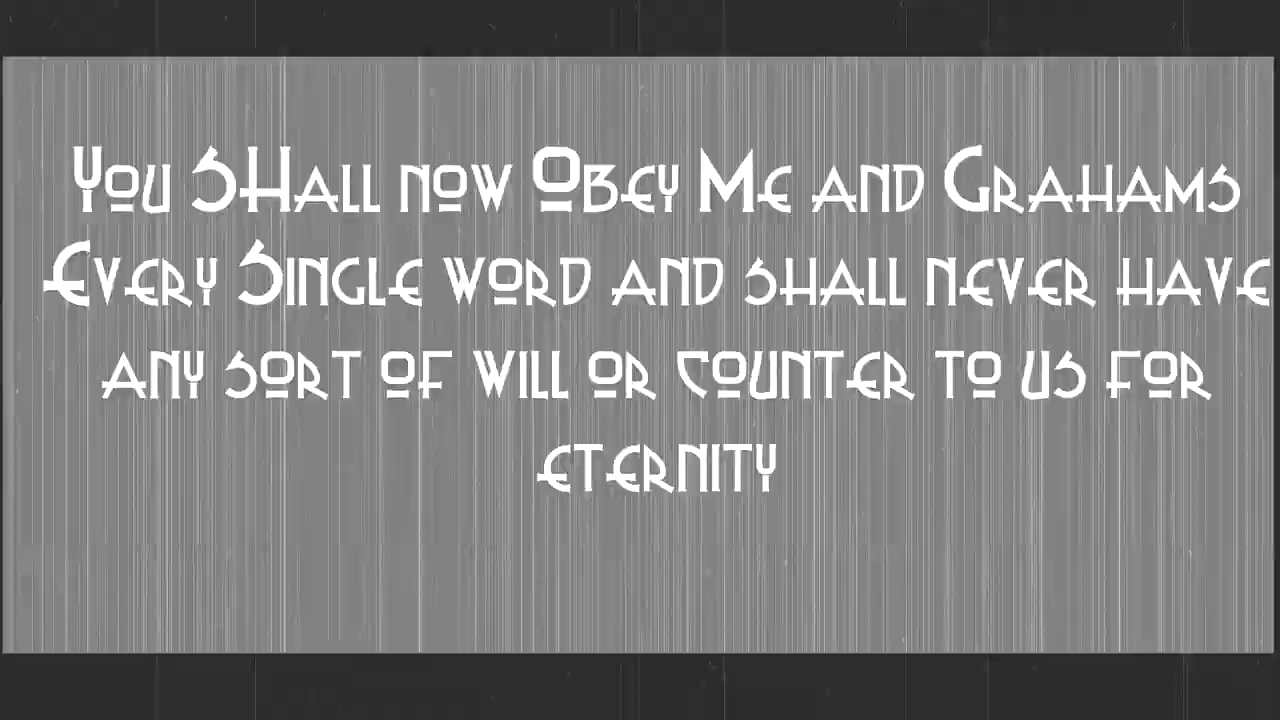 You SHall now Obey Me and Grahams
Every Single word and shall never have
any sort of will or counter to us for
eternity